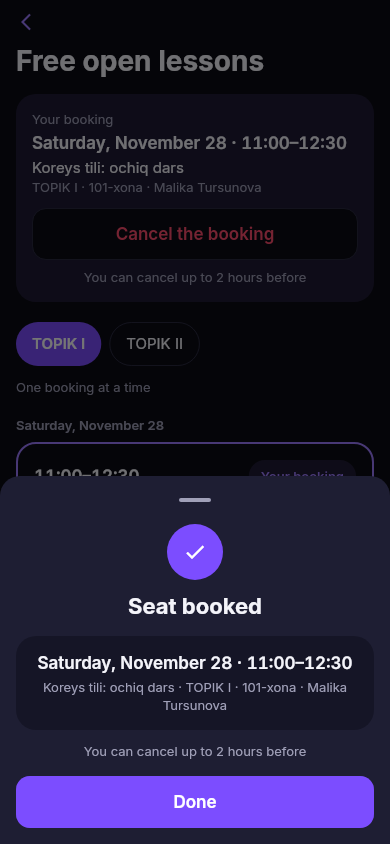 Free open lessons
Your booking
Saturday, November 28 · 11:00–12:30
Koreys tili: ochiq dars
TOPIK I · 101-xona · Malika Tursunova
Cancel the booking
You can cancel up to 2 hours before
TOPIK I
TOPIK II
One booking at a time
Saturday, November 28
11:00–12:30
Your booking
Seat booked
Saturday, November 28 · 11:00–12:30
Koreys tili: ochiq dars · TOPIK I · 101-xona · Malika
Tursunova
You can cancel up to 2 hours before
Done